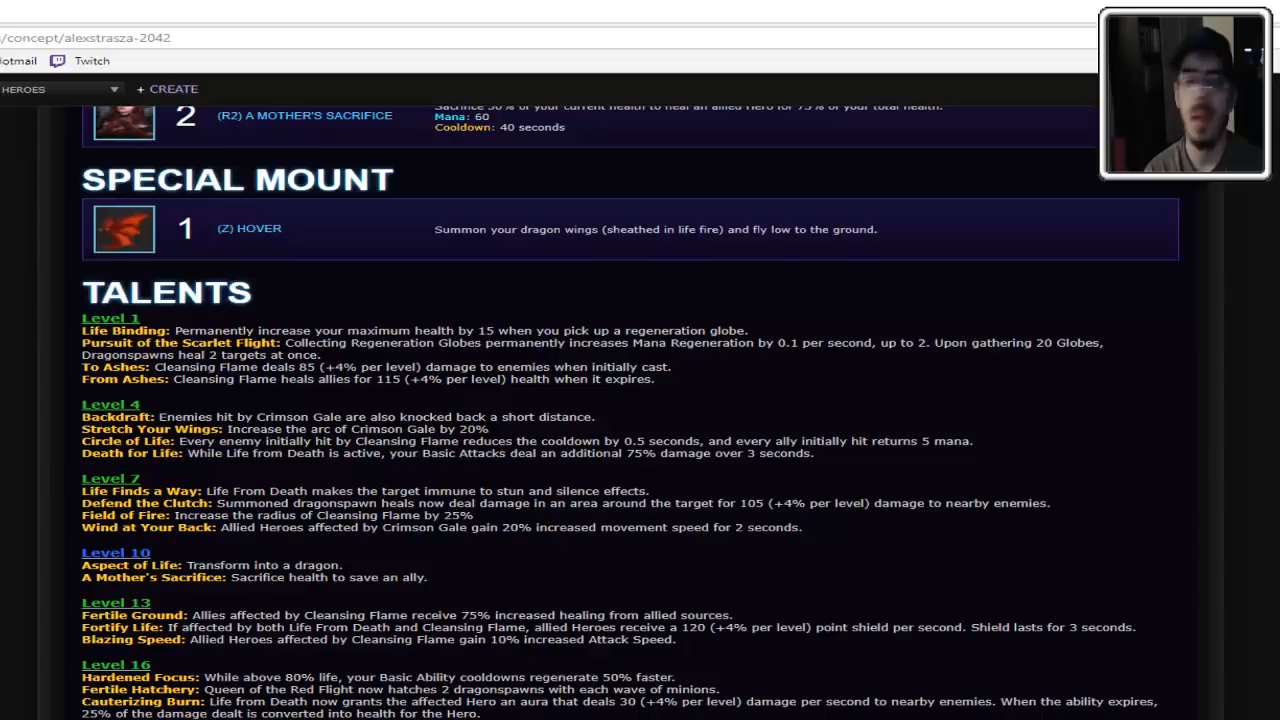 s/concept/alexstrasza-2042
Hotmail Twitch
HEROES + CREATE
Sacrifice 50% of your current health to heal an allied Hero for 75% of your total health.
2 (R2) A MOTHER'S SACRIFICE Mana: 60
Cooldown: 40 seconds
SPECIAL MOUNT
1 (Z) HOVER Summon your dragon wings (sheathed in life fire) and fly low to the ground.
TALENTS
Level 1
Life Binding: Permanently increase your maximum health by 15 when you pick up a regeneration globe.
Pursuit of the Scarlet Flight: Collecting Regeneration Globes permanently increases Mana Regeneration by 0.1 per second, up to 2. Upon gathering 20 Globes,
Dragonspawns heal 2 targets at once.
To Ashes: Cleansing Flame deals 85 (+4% per level) damage to enemies when initially cast.
From Ashes: Cleansing Flame heals allies for 115 (+4% per level) health when it expires.
Level 4
Backdraft: Enemies hit by Crimson Gale are also knocked back a short distance.
Stretch Your Wings: Increase the arc of Crimson Gale by 20%
Circle of Life: Every enemy initially hit by Cleansing Flame reduces the cooldown by 0.5 seconds, and every ally initially hit returns 5 mana.
Death for Life: While Life from Death is active, your Basic Attacks deal an additional 75% damage over 3 seconds.
Level 7
Life Finds a Way: Life From Death makes the target immune to stun and silence effects.
Defend the Clutch: Summoned dragonspawn heals now deal damage in an area around the target for 105 (+4% per level) damage to nearby enemies.
Field of Fire: Increase the radius of Cleansing Flame by 25%
Wind at Your Back: Allied Heroes affected by Crimson Gale gain 20% increased movement speed for 2 seconds.
Level 10
Aspect of Life: Transform into a dragon.
A Mother's Sacrifice: Sacrifice health to save an ally.
Level 13
Fertile Ground: Allies affected by Cleansing Flame receive 75% increased healing from allied sources.
Fortify Life: If affected by both Life From Death and Cleansing Flame, allied Heroes receive a 120 (+4% per level) point shield per second. Shield lasts for 3 seconds.
Blazing Speed: Allied Heroes affected by Cleansing Flame gain 10% increased Attack Speed.
Level 16
Hardened Focus: While above 80% life, your Basic Ability cooldowns regenerate 50% faster.
Fertile Hatchery: Queen of the Red Flight now hatches 2 dragonspawns with each wave of minions.
Cauterizing Burn: Life from Death now grants the affected Hero an aura that deals 30 (+4% per level) damage per second to nearby enemies. When the ability expires,
25% of the damage dealt is converted into health for the Hero.